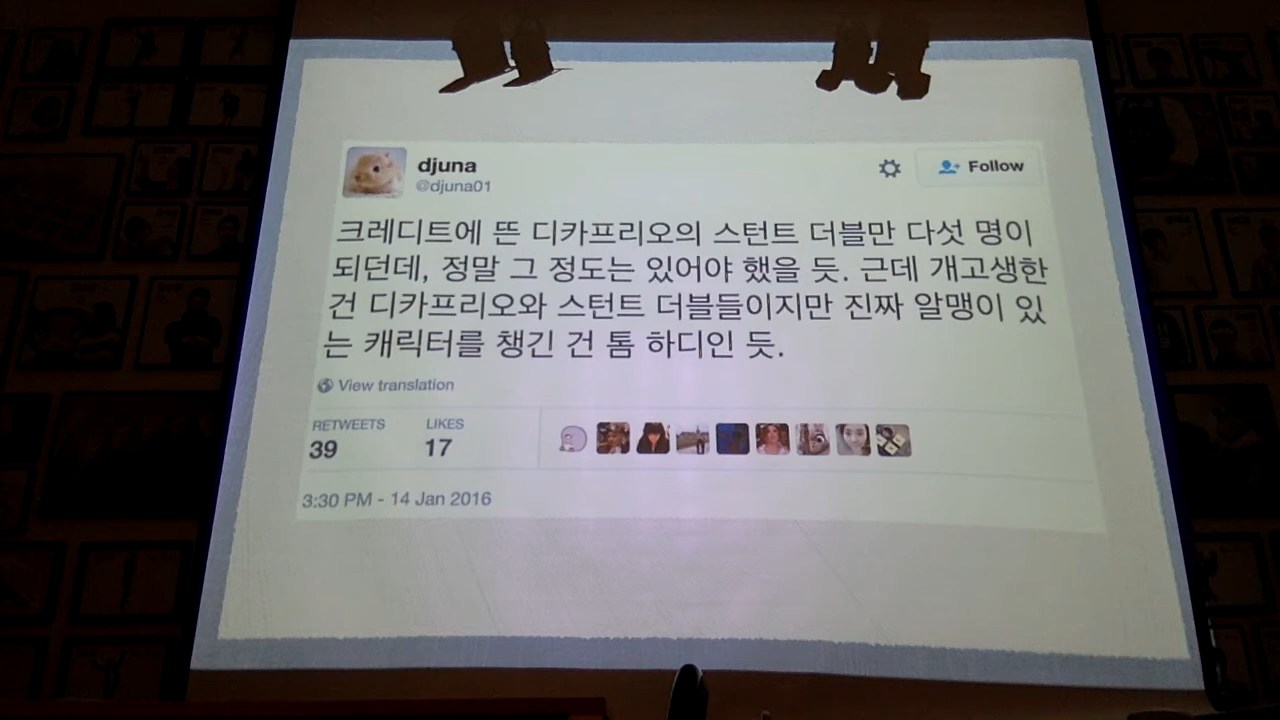 djuna
@djuna01
Follow
크레디트에 뜬 디카프리오의 스턴트 더블만 다섯 명이
되던데, 정말 그 정도는 있어야 했을 듯. 근데 개고생한
건 디카프리오와 스턴트 더블들이지만 진짜 알맹이 있
는 캐릭터를 챙긴 건 톰 하디인 듯.
View translation
RETWEETS LIKES
39 17
3:30 PM - 14 Jan 2016